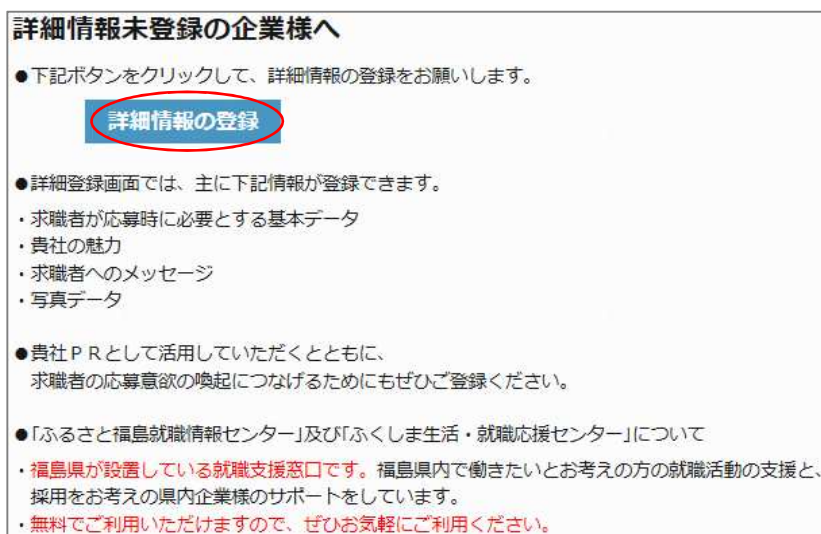 詳細情報未登録の企業様へ
●下記ボタンをクリックして、詳細情報の登録をお願いします。
詳細情報の登録
●詳細登録画面では、主に下記情報が登録できます。
・求職者が応募時に必要とする基本データ
・貴社の魅力
・求職者へのメッセージ
・写真データ
●貴社ＰＲとして活用していただくとともに、
求職者の応募意欲の喚起につなげるためにもぜひご登録ください。
●「ふるさと福島就職情報センター」及び「ふくしま生活・就職応援センター」について
・福島県が設置している就職支援窓口です。福島県内で働きたいとお考えの方の就職活動の支援と、
採用をお考えの県内企業様のサポートをしています。
・無料でご利用いただけますので、ぜひお気軽にご利用ください。